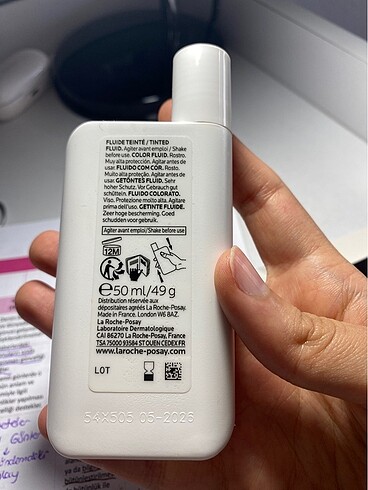 FLUIDE TEINTÉ / TINTED
FLUID. Agiter avant emploi / Shake
before use. COLOR FLUID. Rostro.
Muy alta protección. Agitar antes de
usar. FLUIDO COM COR. Rosto.
Muito alta proteção. Agitar antes de
usar. GETÖNTES FLUID. Sehr
hoher Schutz. Vor Gebrauch gut
schütteln. FLUIDO COLORATO.
Viso. Protezione molto alta. Agitare
prima dell'uso. GETINTE FLUIDE.
Zeer hoge bescherming. Goed
schudden voor gebruik.
Agiter avant emploi/Shake before use
12M
℮50 ml/49 g
Distribution réservée aux
dépositaires agréés La Roche-Posay.
Made in France. London W6 8AZ.
La Roche-Posay
Laboratoire Dermatologique
CAI 86270 La Roche-Posay, France
TSA 75000 93584 ST OUEN CEDEX FR
www.laroche-posay.com
LOT
54X505 05-2025